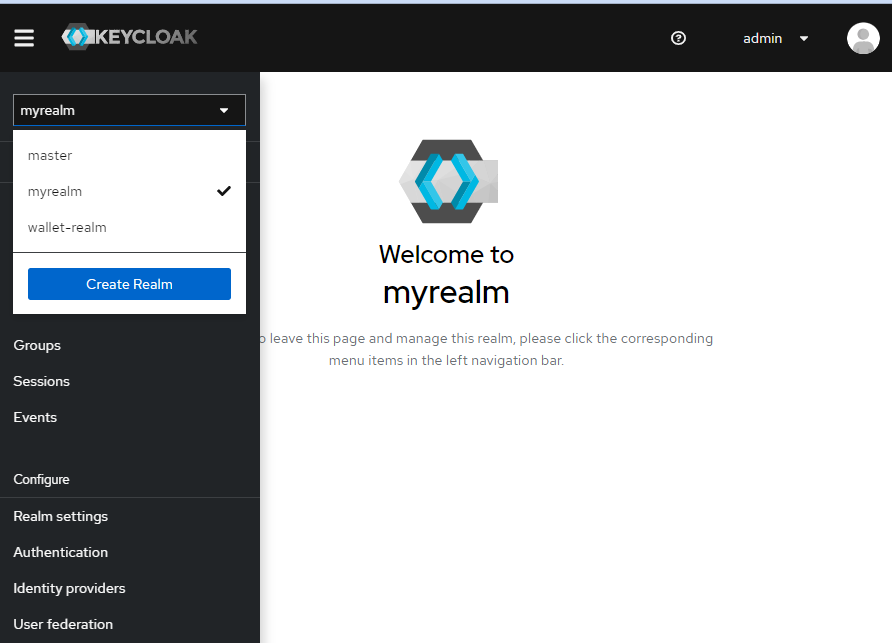 KEYCLOAK
admin
myrealm
master
myrealm
wallet-realm
Create Realm
Groups
Sessions
Events
Configure
Realm settings
Authentication
Identity providers
User federation
Welcome to
myrealm
leave this page and manage this realm, please click the corresponding
menu items in the left navigation bar.